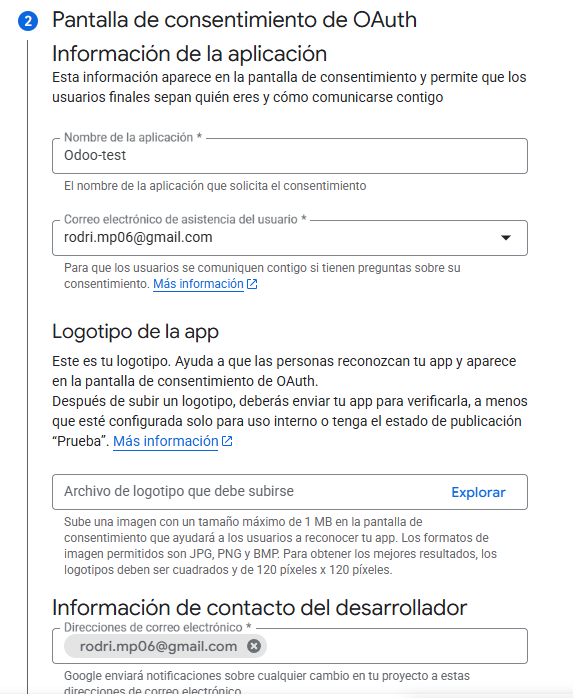 2 Pantalla de consentimiento de OAuth
Información de la aplicación
Esta información aparece en la pantalla de consentimiento y permite que los
usuarios finales sepan quién eres y cómo comunicarse contigo
Nombre de la aplicación *
Odoo-test
El nombre de la aplicación que solicita el consentimiento
Correo electrónico de asistencia del usuario *
rodri.mp06@gmail.com
Para que los usuarios se comuniquen contigo si tienen preguntas sobre su
consentimiento. Más información
Logotipo de la app
Este es tu logotipo. Ayuda a que las personas reconozcan tu app y aparece
en la pantalla de consentimiento de OAuth.
Después de subir un logotipo, deberás enviar tu app para verificarla, a menos
que esté configurada solo para uso interno o tenga el estado de publicación
“Prueba”. Más información
Archivo de logotipo que debe subirse Explorar
Sube una imagen con un tamaño máximo de 1 MB en la pantalla de
consentimiento que ayudará a los usuarios a reconocer tu app. Los formatos de
imagen permitidos son JPG, PNG y BMP. Para obtener los mejores resultados, los
logotipos deben ser cuadrados y de 120 píxeles x 120 píxeles.
Información de contacto del desarrollador
Direcciones de correo electrónico *
rodri.mp06@gmail.com
Google enviará notificaciones sobre cualquier cambio en tu proyecto a estas
direcciones de correo electrónico